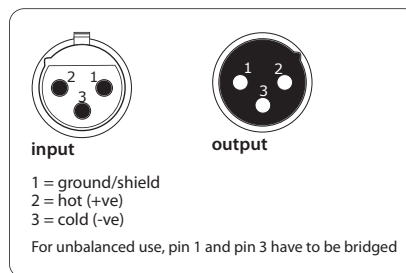 2 1
3
input
1 2
3
output
1 = ground/shield
2 = hot (+ve)
3 = cold (-ve)
For unbalanced use, pin 1 and pin 3 have to be bridged